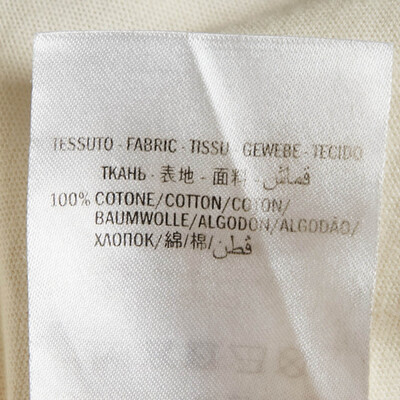 TESSUTO - FABRIC - TISSU - GEWEBE - TECIDO
ТКАНЬ - 表地 - 面料 - قماش
100% COTONE/COTTON/COTON/
BAUMWOLLE/ALGODON/ALGODÃO/
ХЛОПОК/綿/棉/قطن